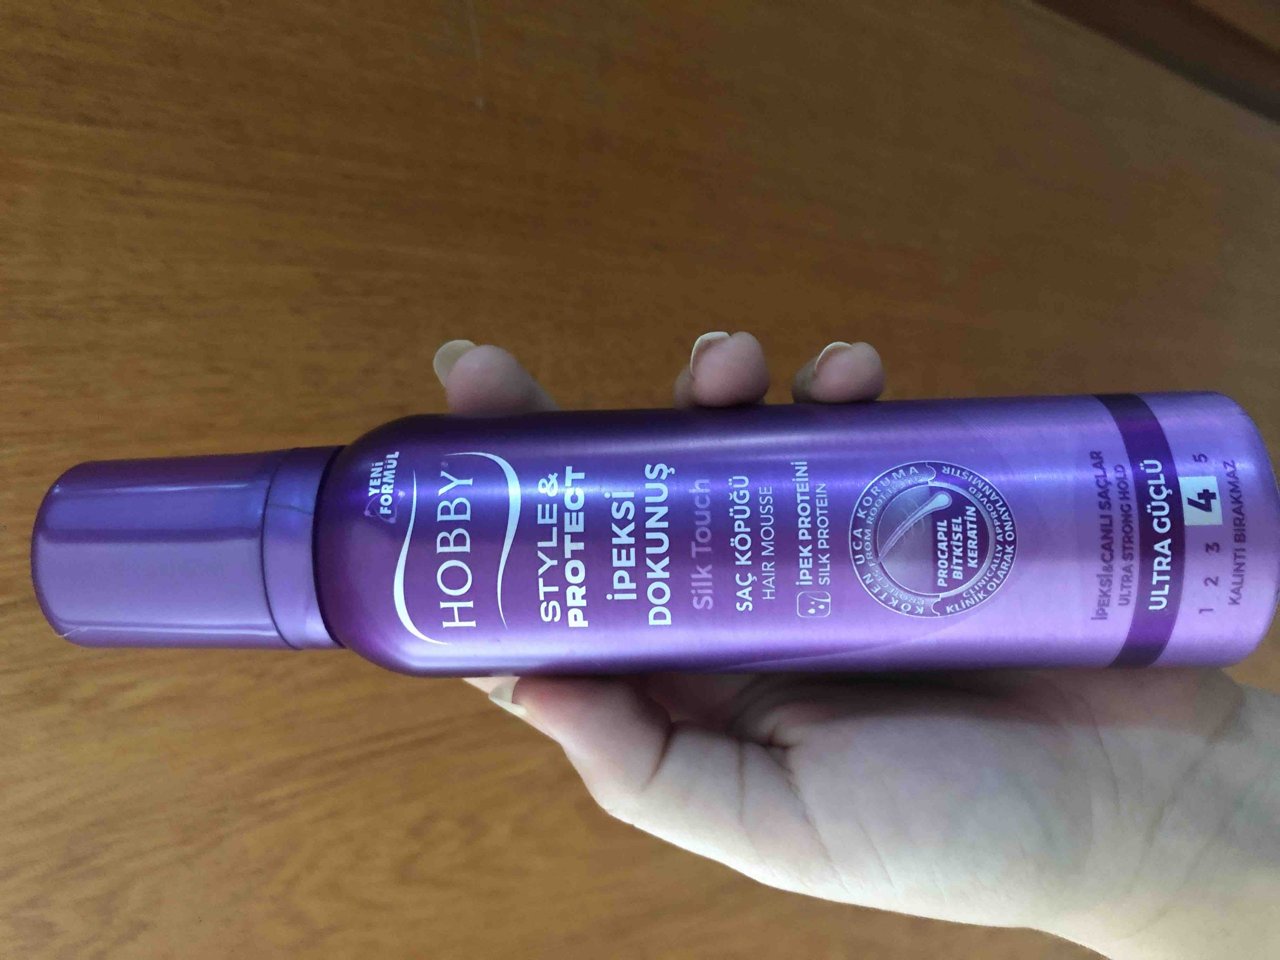 YENİ
FORMÜL
HOBBY
STYLE &
PROTECT
İPEKSİ
DOKUNUŞ
Silk Touch
SAÇ KÖPÜĞÜ
HAIR MOUSSE
İPEK PROTEİNİ
SILK PROTEIN
KÖKTEN UCA KORUMA
PROCAPIL
BİTKİSEL
KERATİN
CLINICALLY APPROVED
KLİNİK OLARAK ONAYLANMIŞTIR
İPEKSİ&CANLI SAÇLAR
ULTRA STRONG HOLD
ULTRA GÜÇLÜ
1 2 3 4 5
KALINTI BIRAKMAZ